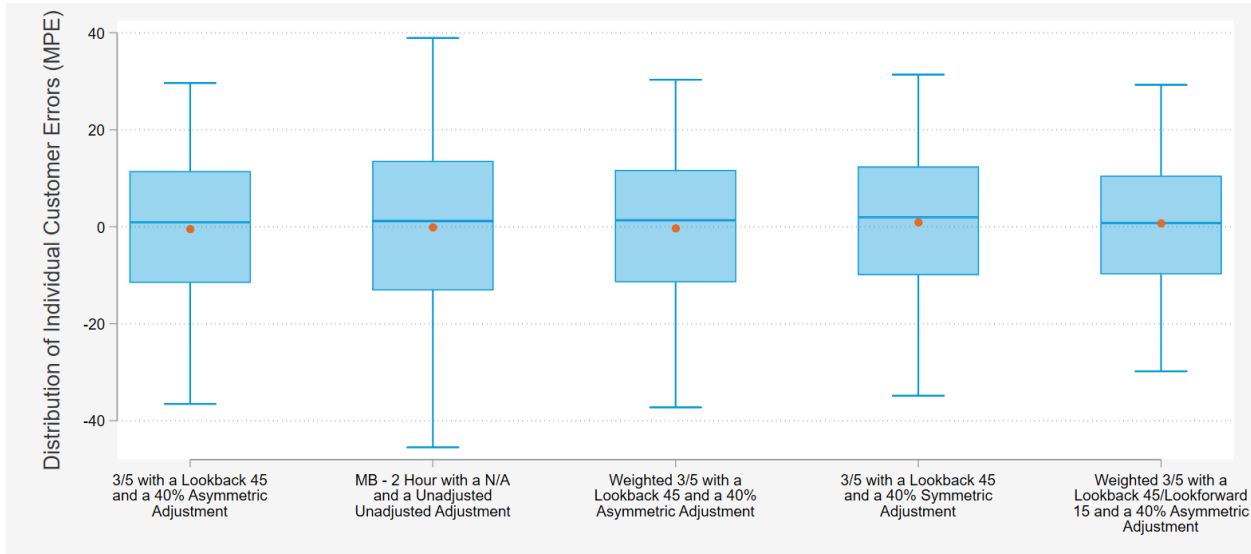 Distribution of Individual Customer Errors (MPE)
40
20
0
-20
-40
3/5 with a Lookback 45
and a 40% Asymmetric
Adjustment
MB - 2 Hour with a N/A
and a Unadjusted
Unadjusted Adjustment
Weighted 3/5 with a
Lookback 45 and a 40%
Asymmetric Adjustment
3/5 with a Lookback 45
and a 40% Symmetric
Adjustment
Weighted 3/5 with a
Lookback 45/Lookforward
15 and a 40% Asymmetric
Adjustment